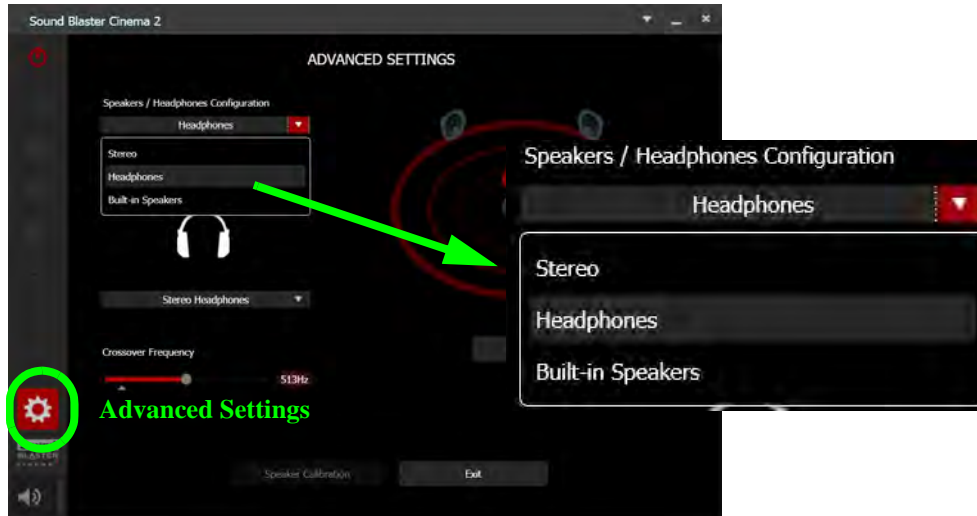 Sound Blaster Cinema 2
ADVANCED SETTINGS
Speakers / Headphones Configuration
Headphones
Stereo
Headphones
Built-in Speakers
Stereo Headphones
Crossover Frequency
513Hz
Advanced Settings
BLASTER
Speaker Calibration
Exit
Speakers / Headphones Configuration
Headphones
Stereo
Headphones
Built-in Speakers